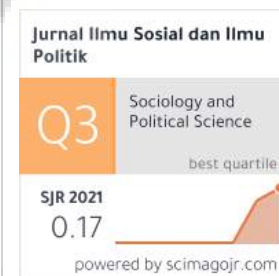 Jurnal Ilmu Sosial dan Ilmu
Politik
Q3
Sociology and
Political Science
best quartile
SJR 2021
0.17
powered by scimagojr.com